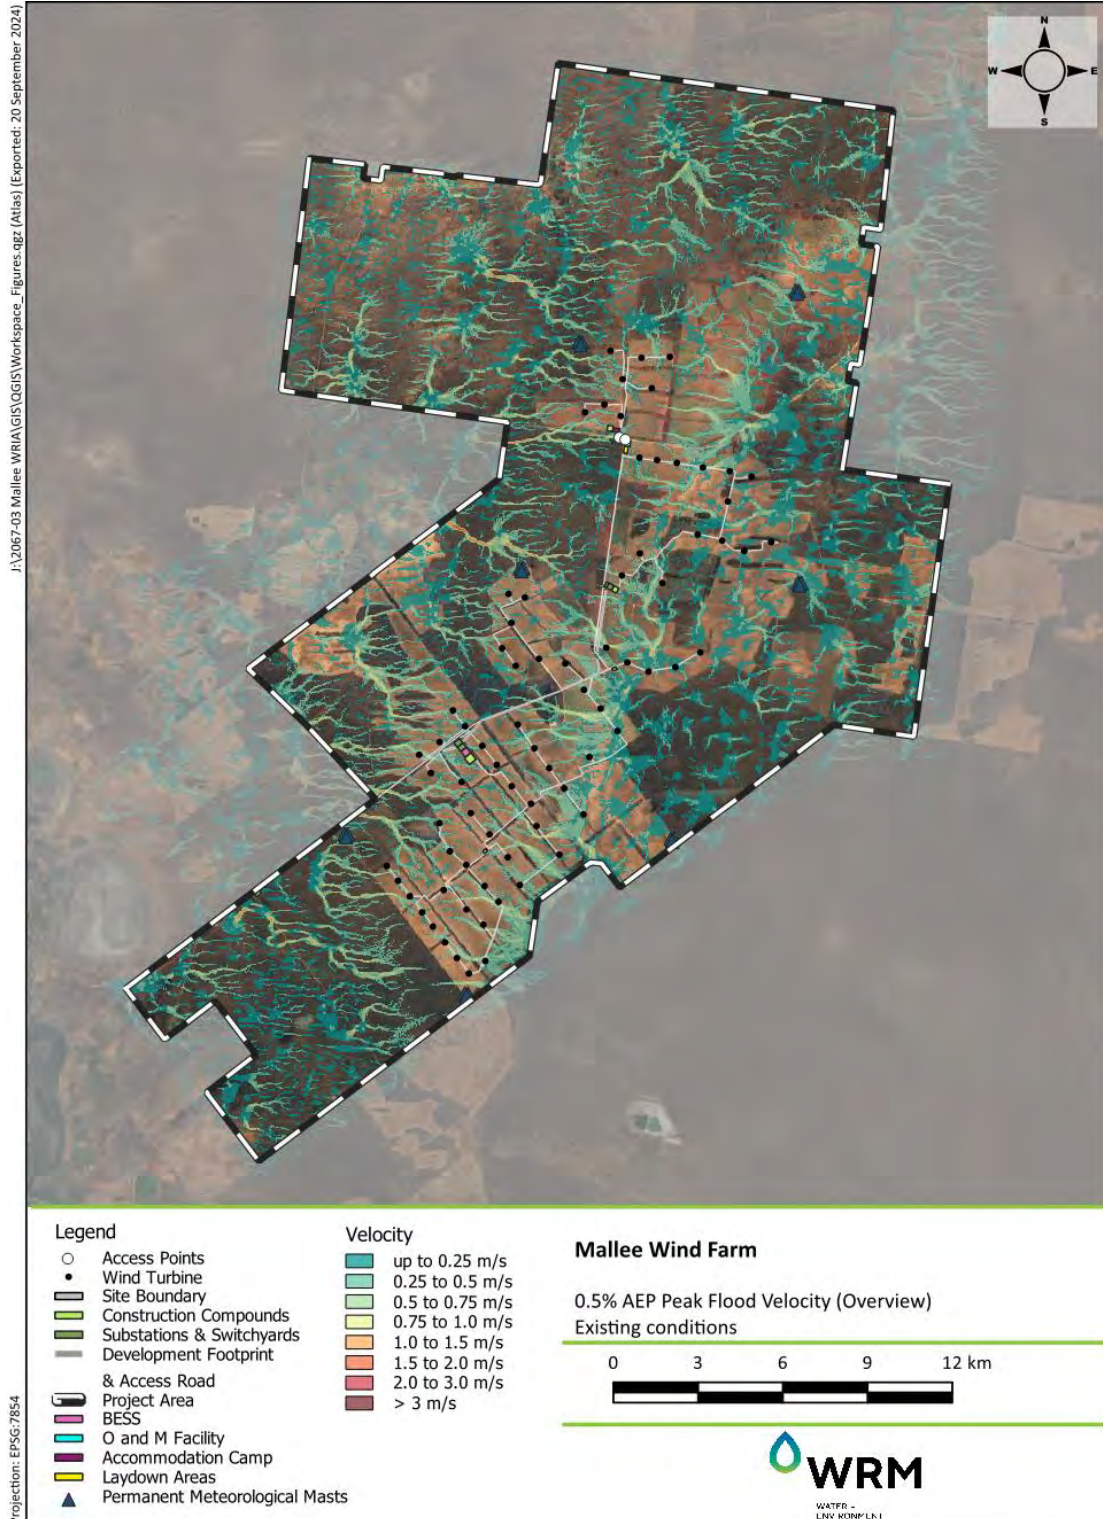 J:\2067-03 Mallee WRIA\GIS\QGIS\Workspace_Figures.qgz (Atlas) (Exported: 20 September 2024)
N
W
E
S
Projection: EPSG:7854
Legend
Access Points
Wind Turbine
Site Boundary
Construction Compounds
Substations & Switchyards
Development Footprint
& Access Road
Project Area
BESS
O and M Facility
Accommodation Camp
Laydown Areas
Permanent Meteorological Masts
Velocity
up to 0.25 m/s
0.25 to 0.5 m/s
0.5 to 0.75 m/s
0.75 to 1.0 m/s
1.0 to 1.5 m/s
1.5 to 2.0 m/s
2.0 to 3.0 m/s
> 3 m/s
Mallee Wind Farm
0.5% AEP Peak Flood Velocity (Overview)
Existing conditions
0 3 6 9 12 km
WRM
WATER +
ENVIRONMENT